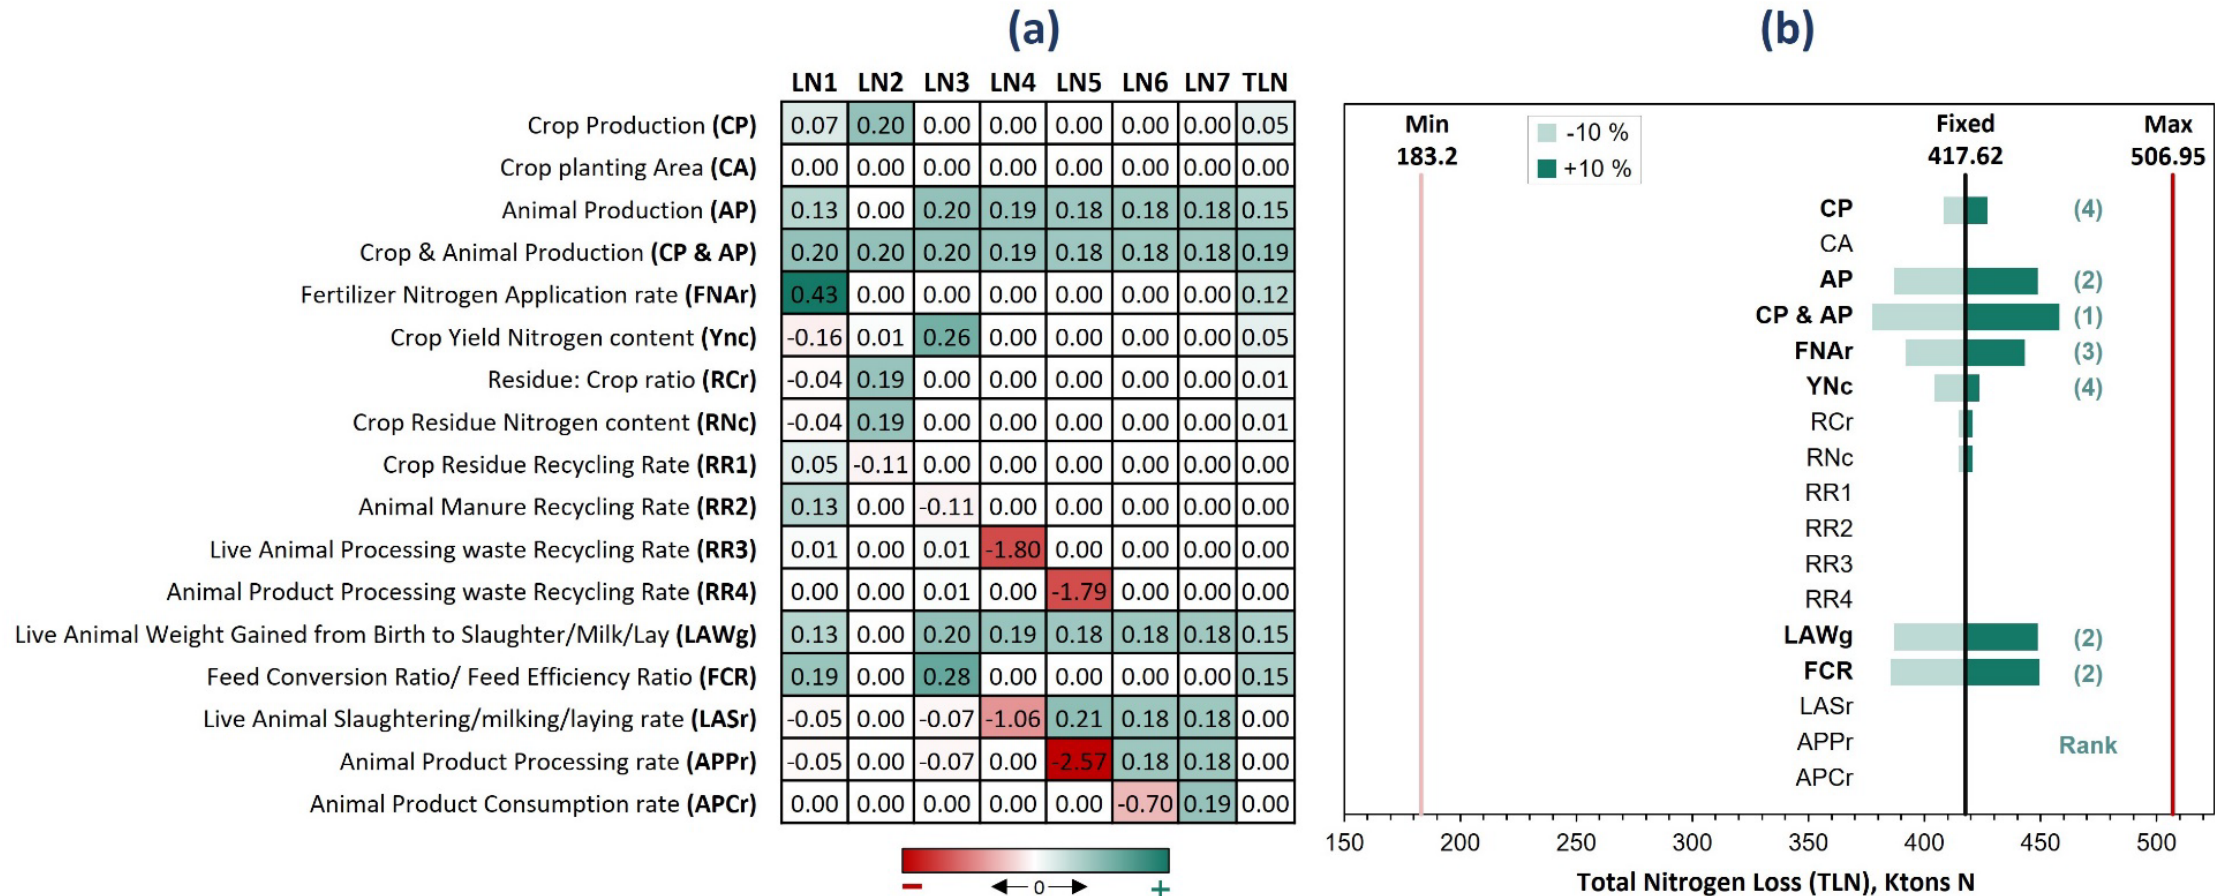 (a)
LN1 LN2 LN3 LN4 LN5 LN6 LN7 TLN
Crop Production (CP) 0.07 0.20 0.00 0.00 0.00 0.00 0.00 0.05
Crop planting Area (CA) 0.00 0.00 0.00 0.00 0.00 0.00 0.00 0.00
Animal Production (AP) 0.13 0.00 0.20 0.19 0.18 0.18 0.18 0.15
Crop & Animal Production (CP & AP) 0.20 0.20 0.20 0.19 0.18 0.18 0.18 0.19
Fertilizer Nitrogen Application rate (FNAr) 0.43 0.00 0.00 0.00 0.00 0.00 0.00 0.12
Crop Yield Nitrogen content (Ync) -0.16 0.01 0.26 0.00 0.00 0.00 0.00 0.05
Residue: Crop ratio (RCr) -0.04 0.19 0.00 0.00 0.00 0.00 0.00 0.01
Crop Residue Nitrogen content (RNc) -0.04 0.19 0.00 0.00 0.00 0.00 0.00 0.01
Crop Residue Recycling Rate (RR1) 0.05 -0.11 0.00 0.00 0.00 0.00 0.00 0.00
Animal Manure Recycling Rate (RR2) 0.13 0.00 -0.11 0.00 0.00 0.00 0.00 0.00
Live Animal Processing waste Recycling Rate (RR3) 0.01 0.00 0.01 -1.80 0.00 0.00 0.00 0.00
Animal Product Processing waste Recycling Rate (RR4) 0.00 0.00 0.01 0.00 -1.79 0.00 0.00 0.00
Live Animal Weight Gained from Birth to Slaughter/Milk/Lay (LAWg) 0.13 0.00 0.20 0.19 0.18 0.18 0.18 0.15
Feed Conversion Ratio/ Feed Efficiency Ratio (FCR) 0.19 0.00 0.28 0.00 0.00 0.00 0.00 0.15
Live Animal Slaughtering/milking/laying rate (LASr) -0.05 0.00 -0.07 -1.06 0.21 0.18 0.18 0.00
Animal Product Processing rate (APPr) -0.05 0.00 -0.07 0.00 -2.57 0.18 0.18 0.00
Animal Product Consumption rate (APCr) 0.00 0.00 0.00 0.00 0.00 -0.70 0.19 0.00
− 0 +
(b)
Min Fixed Max
183.2 417.62 506.95
-10 %
+10 %
CP (4)
CA
AP (2)
CP & AP (1)
FNAr (3)
YNc (4)
RCr
RNc
RR1
RR2
RR3
RR4
LAWg (2)
FCR (2)
LASr
APPr Rank
APCr
150 200 250 300 350 400 450 500
Total Nitrogen Loss (TLN), Ktons N